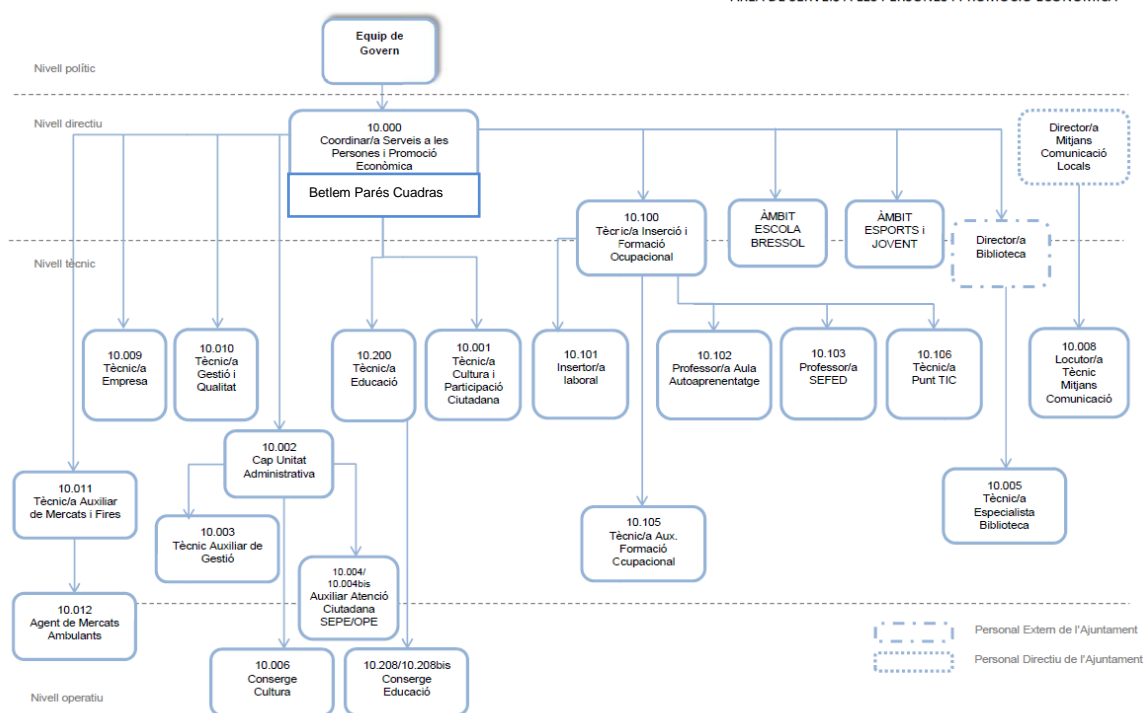 ÀREA DE SERVEIS A LES PERSONES I PROMOCIÓ ECONÒMICA
Equip de
Govern
Nivell polític
Nivell directiu
10.000
Coordinar/a Serveis a les
Persones i Promoció
Econòmica
Betlem Parés Cuadras
Director/a
Mitjans
Comunicació
Locals
10.100
Tècnic/a Inserció i
Formació
Ocupacional
ÀMBIT
ESCOLA
BRESSOL
ÀMBIT
ESPORTS i
JOVENT
Director/a
Biblioteca
Nivell tècnic
10.009
Tècnic/a
Empresa
10.010
Tècnic/a
Gestió i
Qualitat
10.200
Tècnic/a
Educació
10.001
Tècnic/a
Cultura i
Participació
Ciutadana
10.101
Insertor/a
laboral
10.102
Professor/a Aula
Autoaprenentatge
10.103
Professor/a
SEFED
10.106
Tècnic/a
Punt TIC
10.008
Locutor/a
Tècnic
Mitjans
Comunicació
10.002
Cap Unitat
Administrativa
10.011
Tècnic/a Auxiliar
de Mercats i Fires
10.003
Tècnic Auxiliar de
Gestió
10.004/
10.004bis
Auxiliar Atenció
Ciutadana
SEPE/OPE
10.105
Tècnic/a Aux.
Formació
Ccupacional
10.005
Tècnic/a
Especialista
Biblioteca
10.012
Agent de Mercats
Ambulants
10.006
Conserge
Cultura
10.208/10.208bis
Conserge
Educació
Personal Extern de l'Ajuntament
Personal Directiu de l'Ajuntament
Nivell operatiu